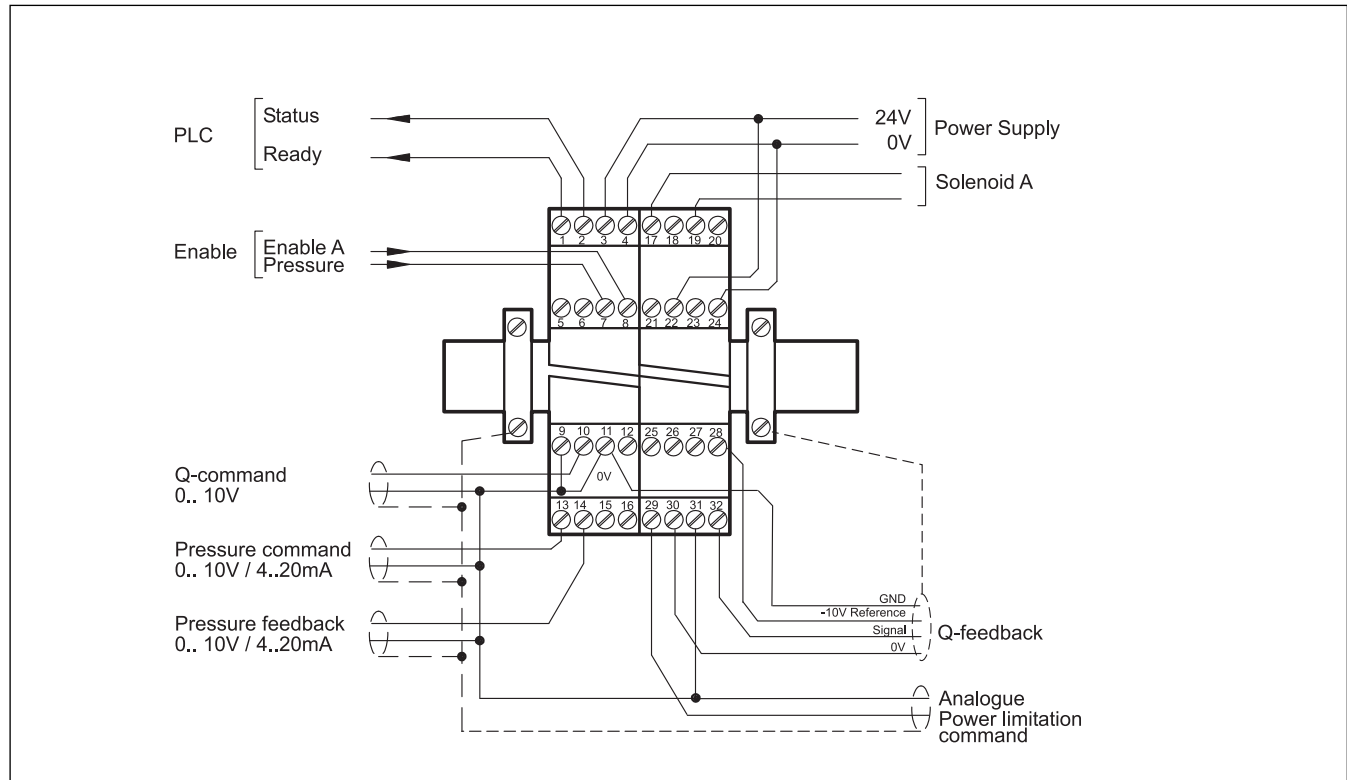 PLC
Status
Ready
24V
0V
Power Supply
Solenoid A
1 2 3 4 17 18 19 20
Enable
Enable A
Pressure
5 6 7 8 21 22 23 24
9 10 11 12 25 26 27 28
0V
Q-command
0.. 10V
13 14 15 16 29 30 31 32
Pressure command
0.. 10V / 4..20mA
Pressure feedback
0.. 10V / 4..20mA
GND
-10V Reference
Signal
0V
Q-feedback
Analogue
Power limitation
command